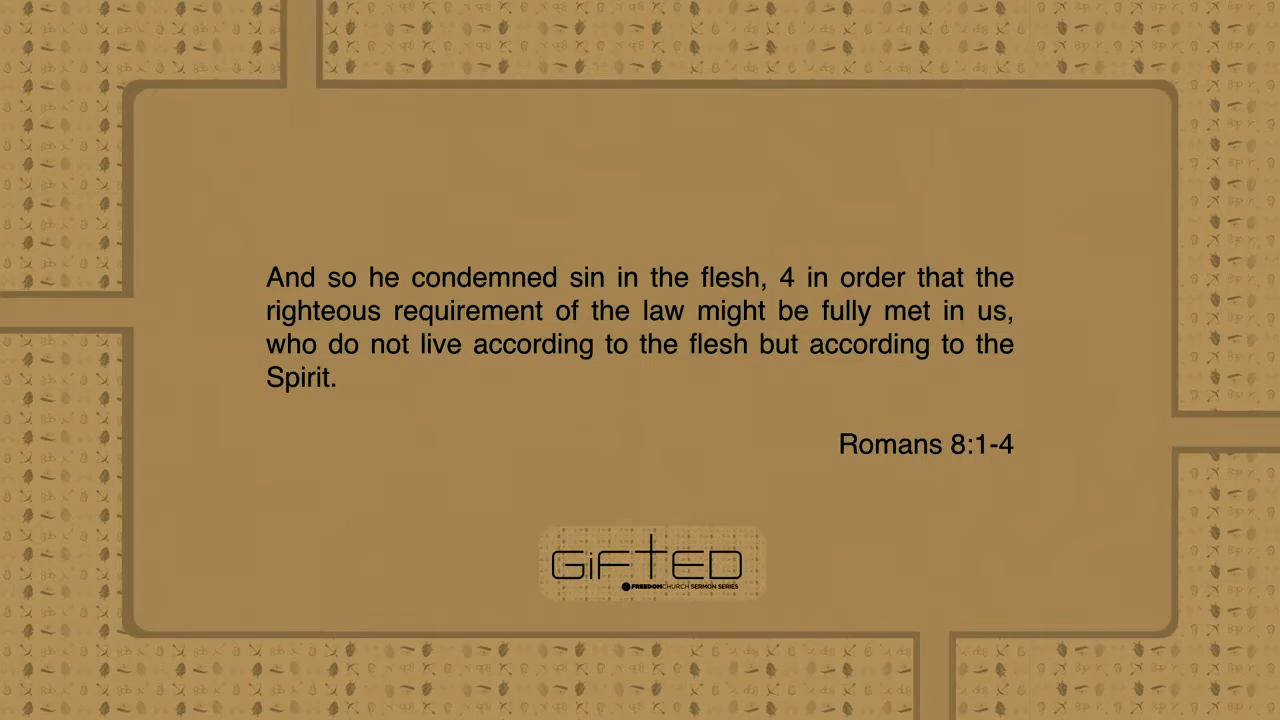 And so he condemned sin in the flesh, 4 in order that the
righteous requirement of the law might be fully met in us,
who do not live according to the flesh but according to the
Spirit.
Romans 8:1-4
GiFtED
FREEDOMCHURCH SERMON SERIES